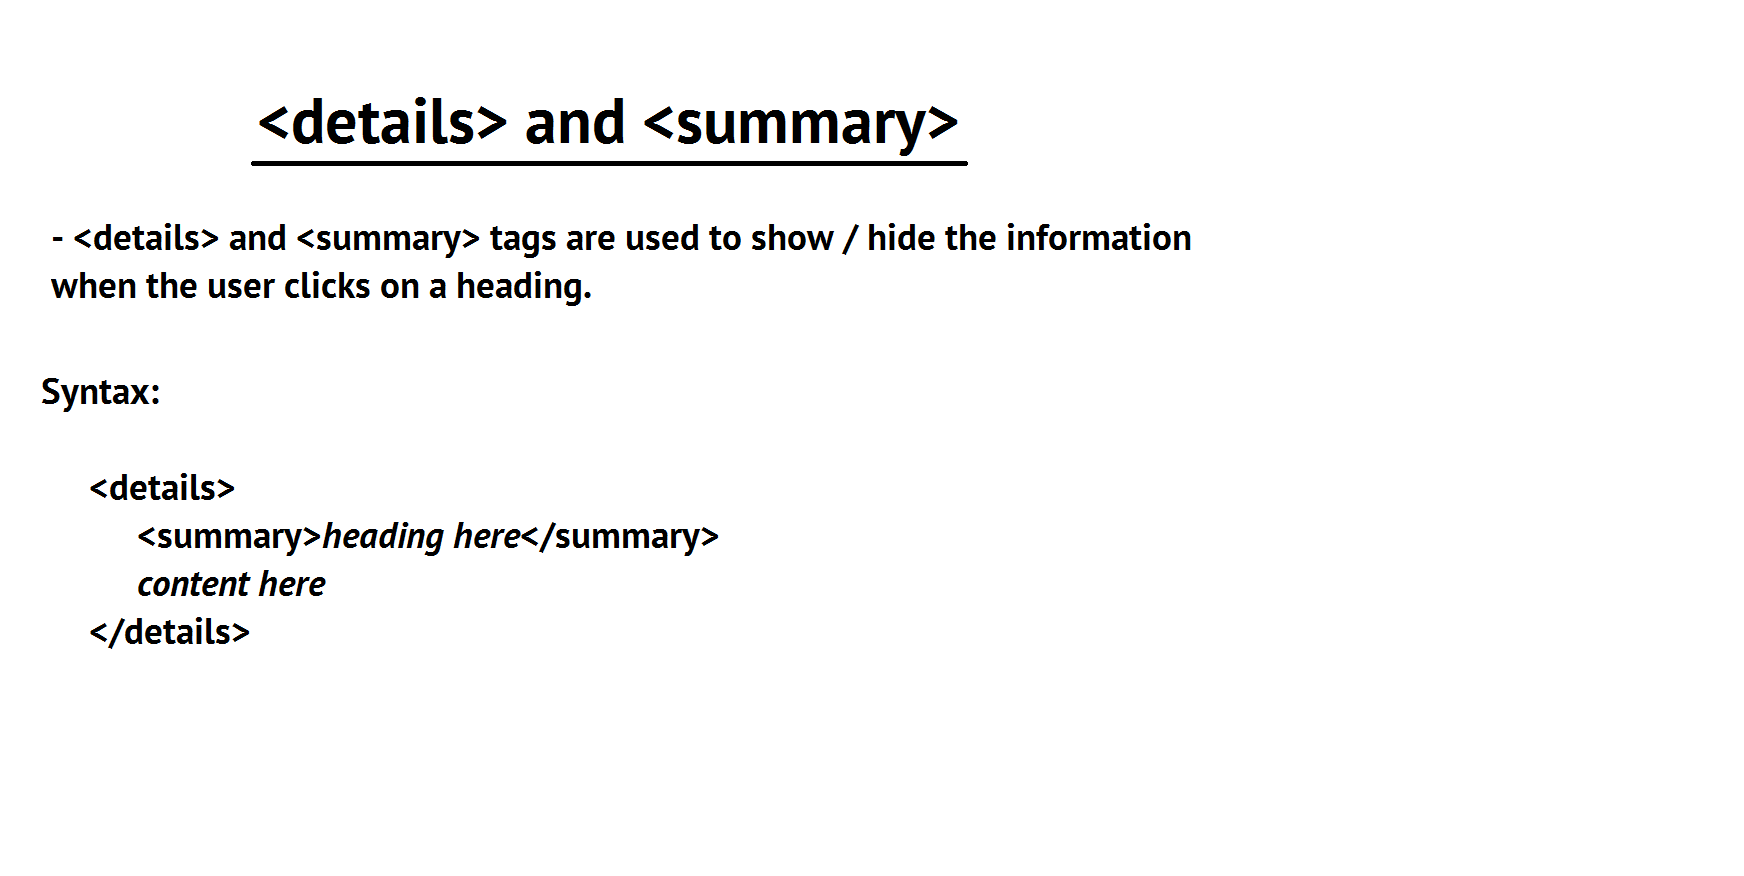 <details> and <summary>
- <details> and <summary> tags are used to show / hide the information
when the user clicks on a heading.
Syntax:
<details>
<summary>heading here</summary>
content here
</details>